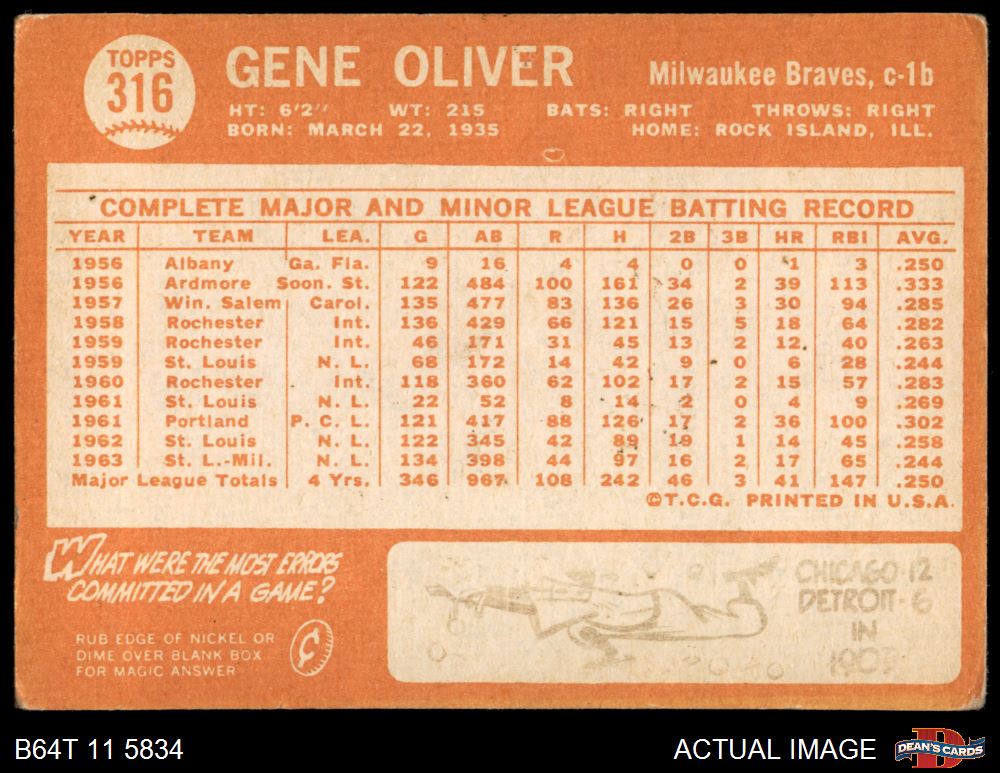 TOPPS
316
GENE OLIVER
Milwaukee Braves, c-1b
HT: 6'2" WT: 215 BATS: RIGHT THROWS: RIGHT
BORN: MARCH 22, 1935 HOME: ROCK ISLAND, ILL.
COMPLETE MAJOR AND MINOR LEAGUE BATTING RECORD
YEAR TEAM LEA. G AB R H 2B 3B HR RBI AVG.
1956 Albany Ga. Fla. 9 16 4 4 0 0 1 3 .250
1956 Ardmore Soon. St. 122 484 100 161 34 2 39 113 .333
1957 Win. Salem Carol. 135 477 83 136 26 3 30 94 .285
1958 Rochester Int. 136 429 66 121 15 5 18 64 .282
1959 Rochester Int. 46 171 31 45 13 2 12 40 .263
1959 St. Louis N. L. 68 172 14 42 9 0 6 28 .244
1960 Rochester Int. 118 360 62 102 17 2 15 57 .283
1961 St. Louis N. L. 22 52 8 14 2 0 4 9 .269
1961 Portland P. C. L. 121 417 88 126 17 2 36 100 .302
1962 St. Louis N. L. 122 345 42 89 19 1 14 45 .258
1963 St. L.-Mil. N. L. 134 398 44 97 16 2 17 65 .244
Major League Totals 4 Yrs. 346 967 108 242 46 3 41 147 .250
©T.C.G. PRINTED IN U.S.A.
WHAT WERE THE MOST ERRORS
COMMITTED IN A GAME?
RUB EDGE OF NICKEL OR
DIME OVER BLANK BOX
FOR MAGIC ANSWER
CHICAGO-12
DETROIT-6
IN
1901
B64T 11 5834
ACTUAL IMAGE
D
DEAN'S CARDS